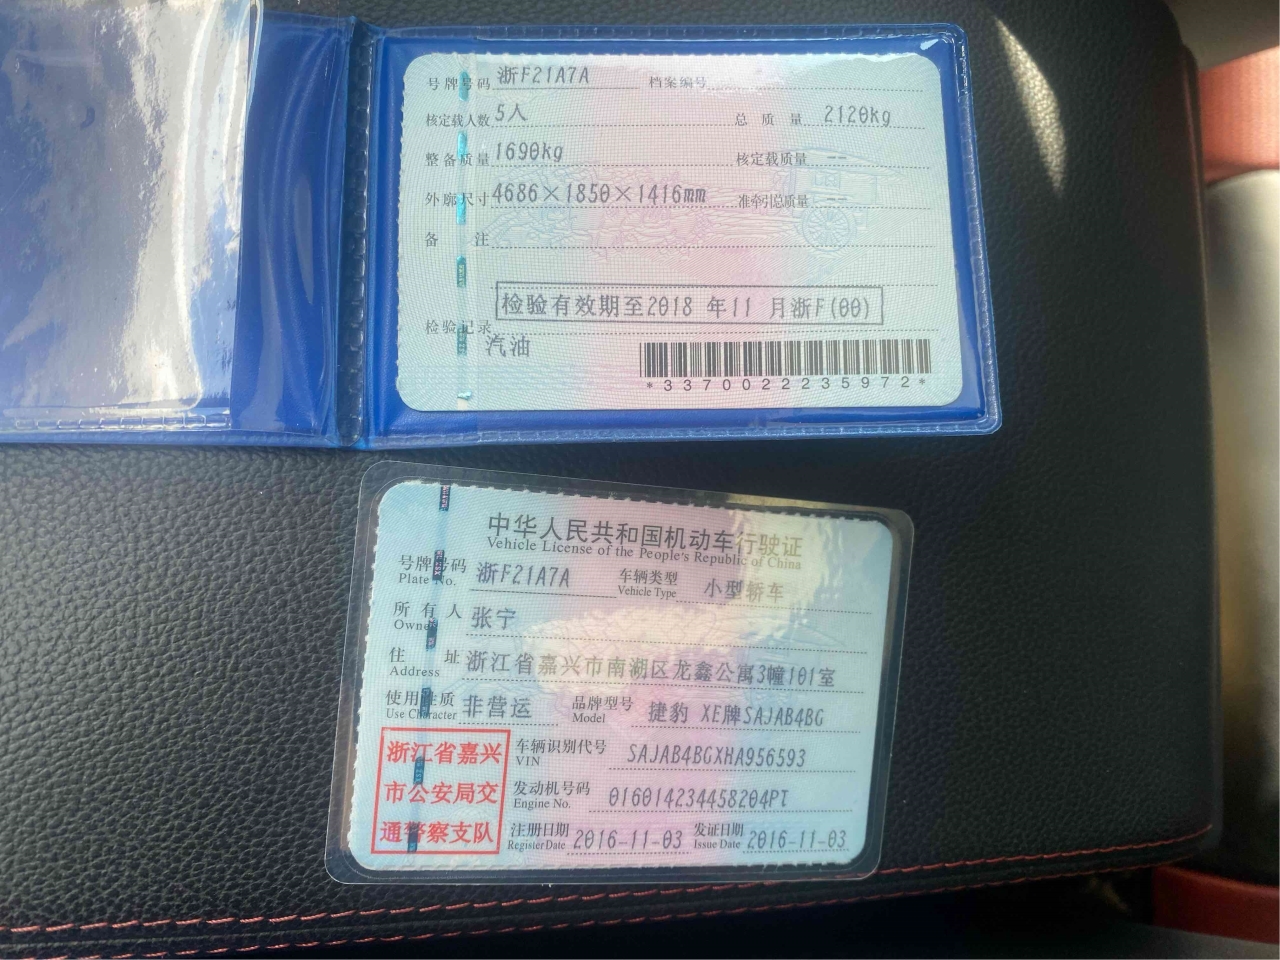 号牌号码 浙F21A7A 档案编号
核定载人数 5人 总质量 2120kg
整备质量 1690kg 核定载质量 --
外廓尺寸 4686×1850×1416mm 准牵引总质量 --
备注
检验有效期至2018 年11 月浙F(00)
检验记录
汽油
*3370022235972*
中华人民共和国机动车行驶证
Vehicle License of the People's Republic of China
号牌号码 浙F21A7A 车辆类型 小型轿车
Plate No. Vehicle Type
所有人 张宁
Owner
住址 浙江省嘉兴市南湖区龙鑫公寓3幢101室
Address
使用性质 非营运 品牌型号 捷豹 XE牌SAJAB4BG
Use Character Model
浙江省嘉兴
市公安局交
通警察支队
车辆识别代号 SAJAB4BGXHA956593
VIN
发动机号码 016014234458204PT
Engine No.
注册日期 2016-11-03 发证日期 2016-11-03
Register Date Issue Date